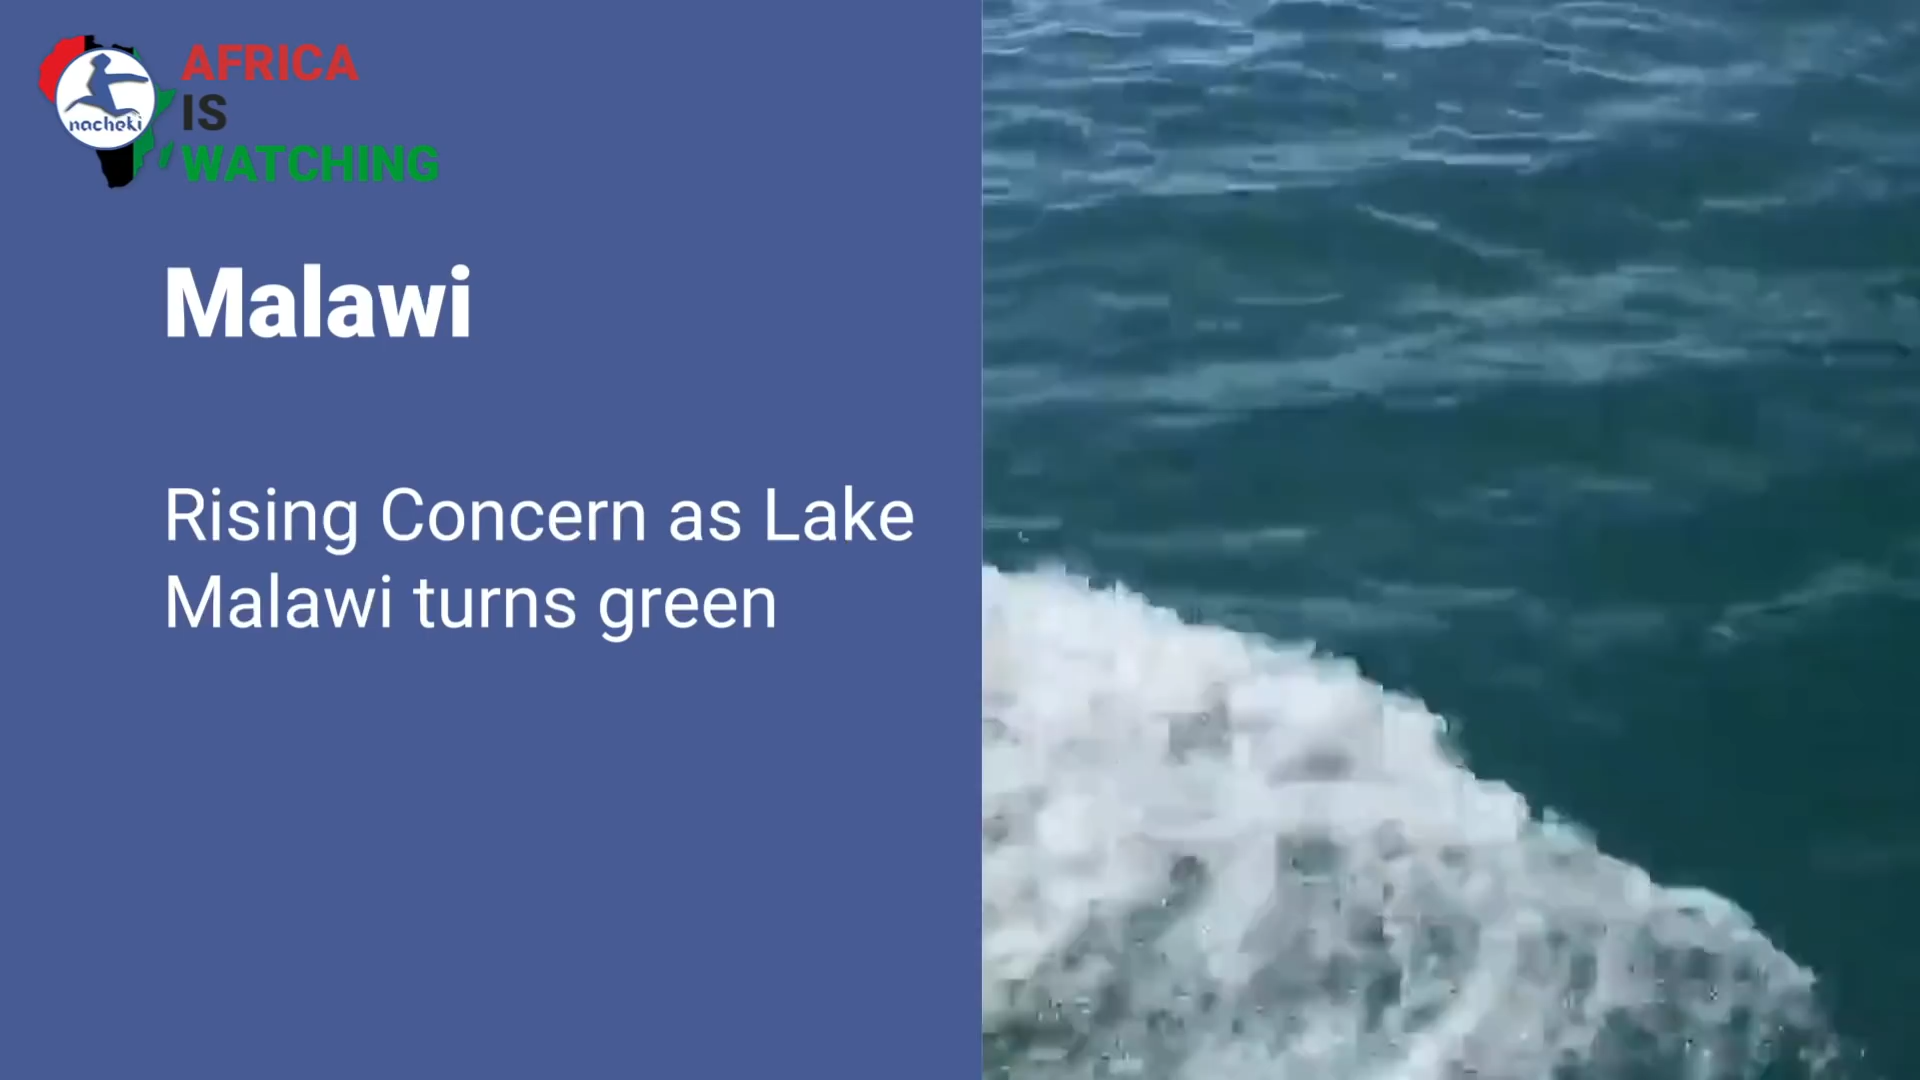 nacheki
AFRICA
IS
WATCHING
Malawi
Rising Concern as Lake
Malawi turns green